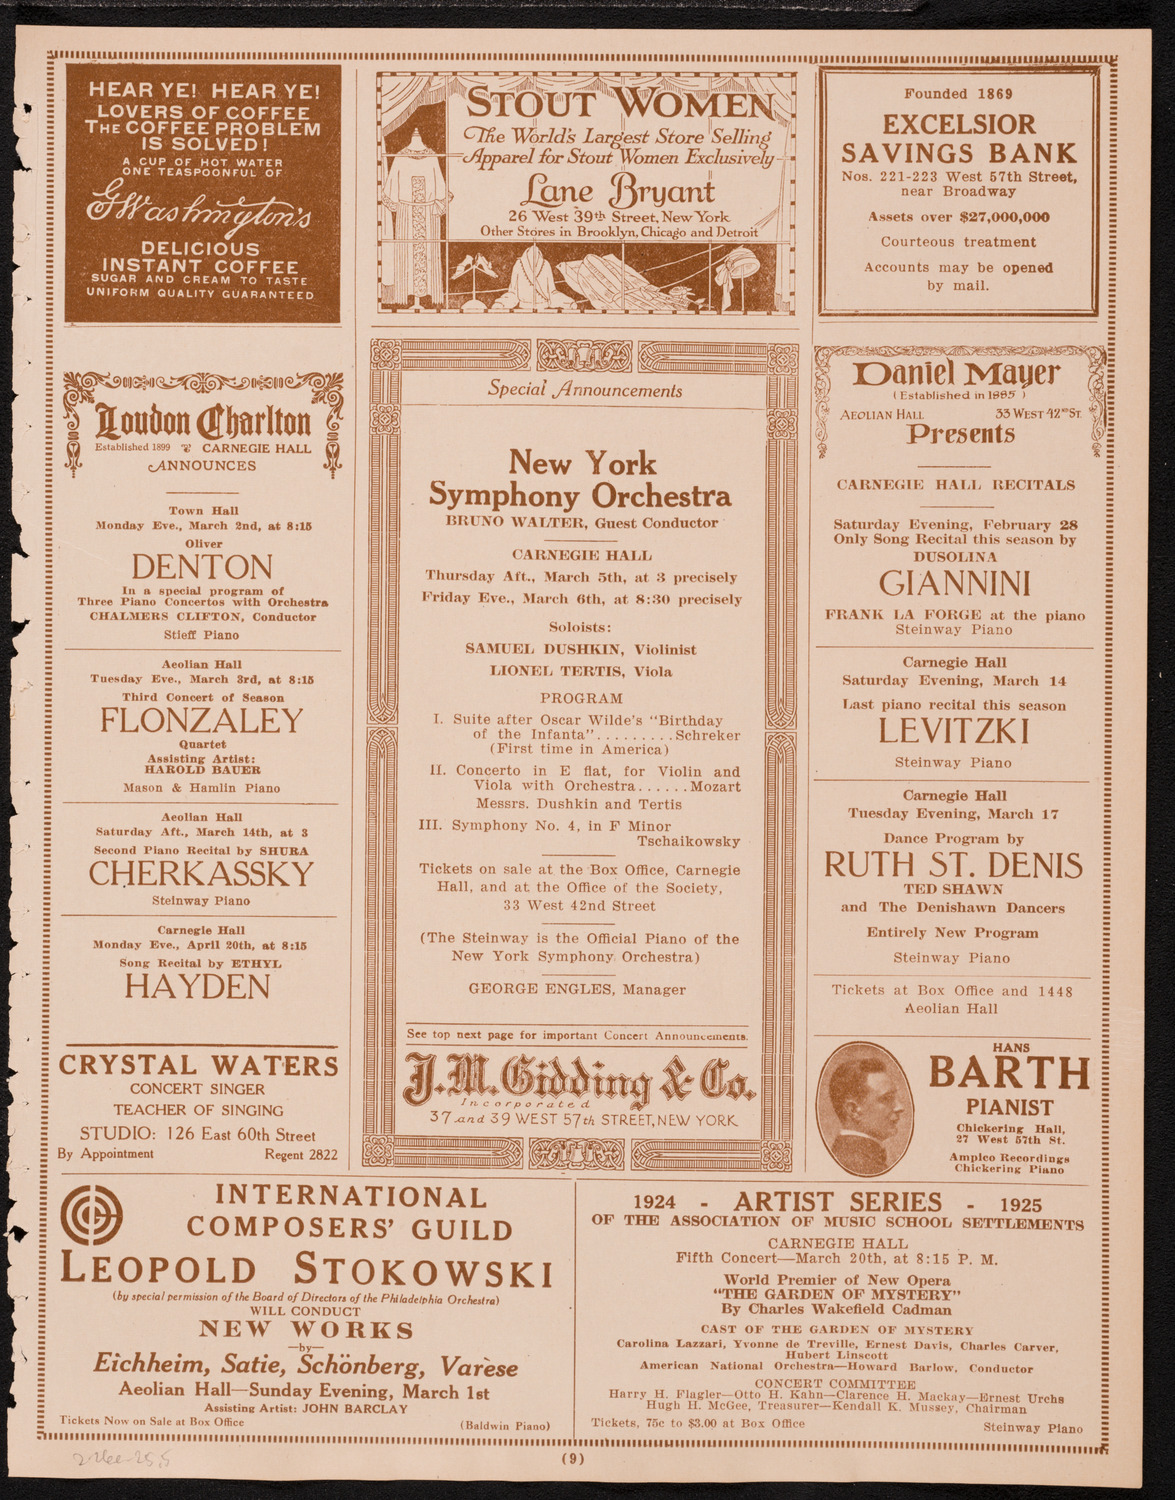 HEAR YE! HEAR YE!
LOVERS OF COFFEE
THE COFFEE PROBLEM
IS SOLVED!
A CUP OF HOT WATER
ONE TEASPOONFUL OF
G Washington's
DELICIOUS
INSTANT COFFEE
SUGAR AND CREAM TO TASTE
UNIFORM QUALITY GUARANTEED
STOUT WOMEN
The World's Largest Store Selling
Apparel for Stout Women Exclusively
Lane Bryant
26 West 39th Street, New York
Other Stores in Brooklyn, Chicago and Detroit
Founded 1869
EXCELSIOR
SAVINGS BANK
Nos. 221-223 West 57th Street,
near Broadway
Assets over $27,000,000
Courteous treatment
Accounts may be opened
by mail.
Loudon Charlton
Established 1899 CARNEGIE HALL
ANNOUNCES
Town Hall
Monday Eve., March 2nd, at 8:15
Oliver
DENTON
In a special program of
Three Piano Concertos with Orchestra
CHALMERS CLIFTON, Conductor
Stieff Piano
Aeolian Hall
Tuesday Eve., March 3rd, at 8:15
Third Concert of Season
FLONZALEY
Quartet
Assisting Artist:
HAROLD BAUER
Mason & Hamlin Piano
Aeolian Hall
Saturday Aft., March 14th, at 3
Second Piano Recital by SHURA
CHERKASSKY
Steinway Piano
Carnegie Hall
Monday Eve., April 20th, at 8:15
Song Recital by ETHYL
HAYDEN
CRYSTAL WATERS
CONCERT SINGER
TEACHER OF SINGING
STUDIO: 126 East 60th Street
By Appointment Regent 2822
Special Announcements
New York
Symphony Orchestra
BRUNO WALTER, Guest Conductor
CARNEGIE HALL
Thursday Aft., March 5th, at 3 precisely
Friday Eve., March 6th, at 8:30 precisely
Soloists:
SAMUEL DUSHKIN, Violinist
LIONEL TERTIS, Viola
PROGRAM
I. Suite after Oscar Wilde's "Birthday
of the Infanta".........Schreker
(First time in America)
II. Concerto in E flat, for Violin and
Viola with Orchestra......Mozart
Messrs. Dushkin and Tertis
III. Symphony No. 4, in F Minor
Tschaikowsky
Tickets on sale at the Box Office, Carnegie
Hall, and at the Office of the Society,
33 West 42nd Street
(The Steinway is the Official Piano of the
New York Symphony Orchestra)
GEORGE ENGLES, Manager
See top next page for important Concert Announcements.
J.M. Gidding & Co.
Incorporated
37 and 39 WEST 57th STREET, NEW YORK
Daniel Mayer
(Established in 1885)
AEOLIAN HALL 33 WEST 42nd ST.
Presents
CARNEGIE HALL RECITALS
Saturday Evening, February 28
Only Song Recital this season by
DUSOLINA
GIANNINI
FRANK LA FORGE at the piano
Steinway Piano
Carnegie Hall
Saturday Evening, March 14
Last piano recital this season
LEVITZKI
Steinway Piano
Carnegie Hall
Tuesday Evening, March 17
Dance Program by
RUTH ST. DENIS
TED SHAWN
and The Denishawn Dancers
Entirely New Program
Steinway Piano
Tickets at Box Office and 1448
Aeolian Hall
HANS
BARTH
PIANIST
Chickering Hall,
27 West 57th St.
Ampico Recordings
Chickering Piano
INTERNATIONAL
COMPOSERS' GUILD
LEOPOLD STOKOWSKI
(by special permission of the Board of Directors of the Philadelphia Orchestra)
WILL CONDUCT
NEW WORKS
—by—
Eichheim, Satie, Schönberg, Varèse
Aeolian Hall—Sunday Evening, March 1st
Assisting Artist: JOHN BARCLAY
Tickets Now on Sale at Box Office (Baldwin Piano)
1924 - ARTIST SERIES - 1925
OF THE ASSOCIATION OF MUSIC SCHOOL SETTLEMENTS
CARNEGIE HALL
Fifth Concert—March 20th, at 8:15 P. M.
World Premier of New Opera
"THE GARDEN OF MYSTERY"
By Charles Wakefield Cadman
CAST OF THE GARDEN OF MYSTERY
Carolina Lazzari, Yvonne de Treville, Ernest Davis, Charles Carver,
Hubert Linscott
American National Orchestra—Howard Barlow, Conductor
CONCERT COMMITTEE
Harry H. Flagler—Otto H. Kahn—Clarence H. Mackay—Ernest Urchs
Hugh H. McGee, Treasurer—Kendall K. Mussey, Chairman
Tickets, 75c to $3.00 at Box Office Steinway Piano
(9)